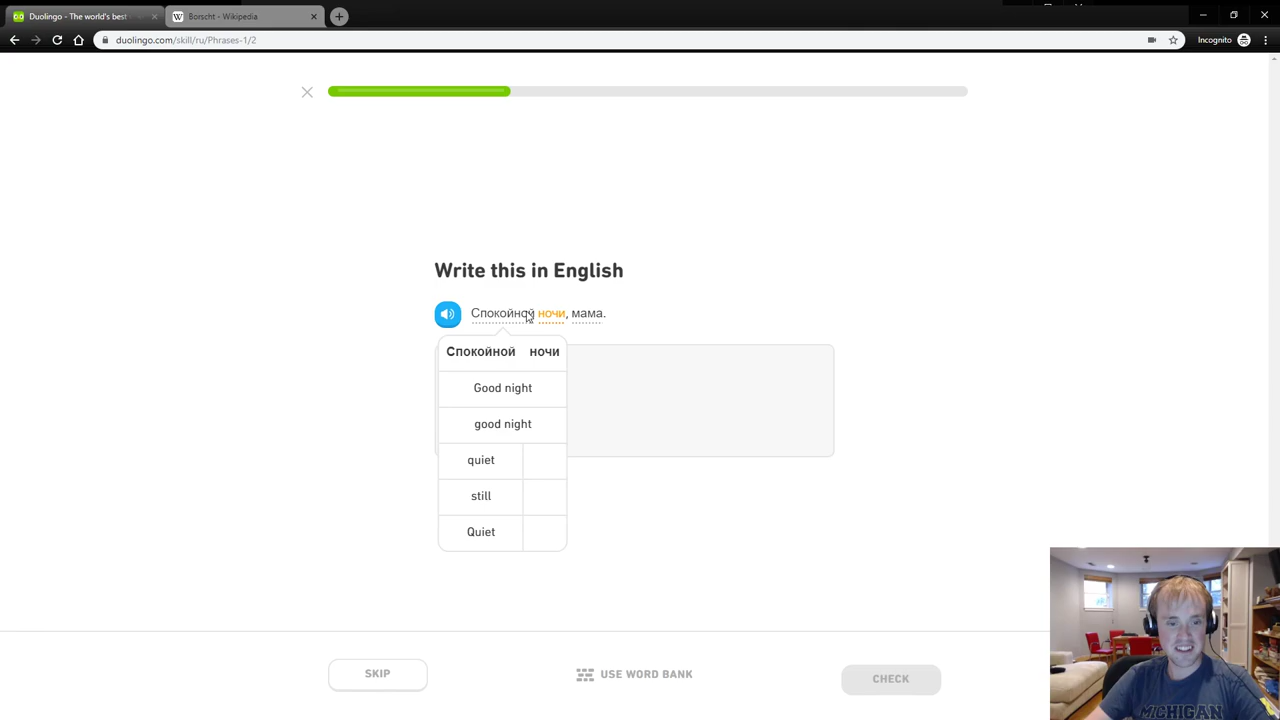 Duolingo - The world's best
Borscht - Wikipedia
duolingo.com/skill/ru/Phrases-1/2
Incognito
Write this in English
Спокойной ночи, мама.
Спокойной ночи
Good night
good night
quiet
still
Quiet
SKIP
USE WORD BANK
CHECK
MICHIGAN